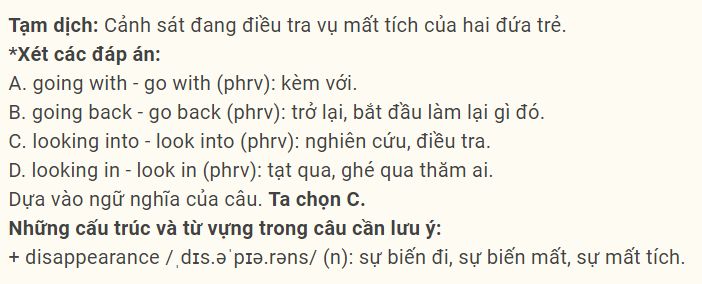 Tạm dịch: Cảnh sát đang điều tra vụ mất tích của hai đứa trẻ.
*Xét các đáp án:
A. going with - go with (phrv): kèm với.
B. going back - go back (phrv): trở lại, bắt đầu làm lại gì đó.
C. looking into - look into (phrv): nghiên cứu, điều tra.
D. looking in - look in (phrv): tạt qua, ghé qua thăm ai.
Dựa vào ngữ nghĩa của câu. Ta chọn C.
Những cấu trúc và từ vựng trong câu cần lưu ý:
+ disappearance /ˌdɪs.əˈpɪə.rəns/ (n): sự biến đi, sự biến mất, sự mất tích.